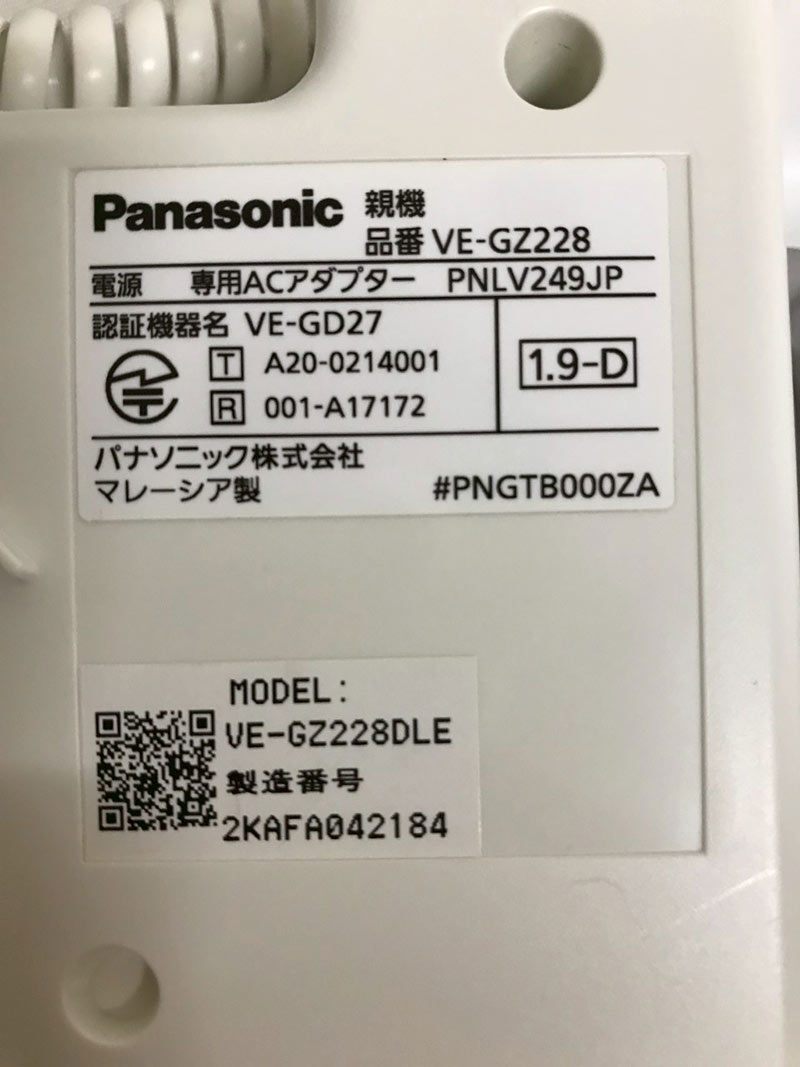 Panasonic 親機
品番 VE-GZ228
電源 専用ACアダプター PNLV249JP
認証機器名 VE-GD27
T A20-0214001
R 001-A17172
1.9-D
パナソニック株式会社
マレーシア製 #PNGTB000ZA
MODEL:
VE-GZ228DLE
製造番号
2KAFA042184